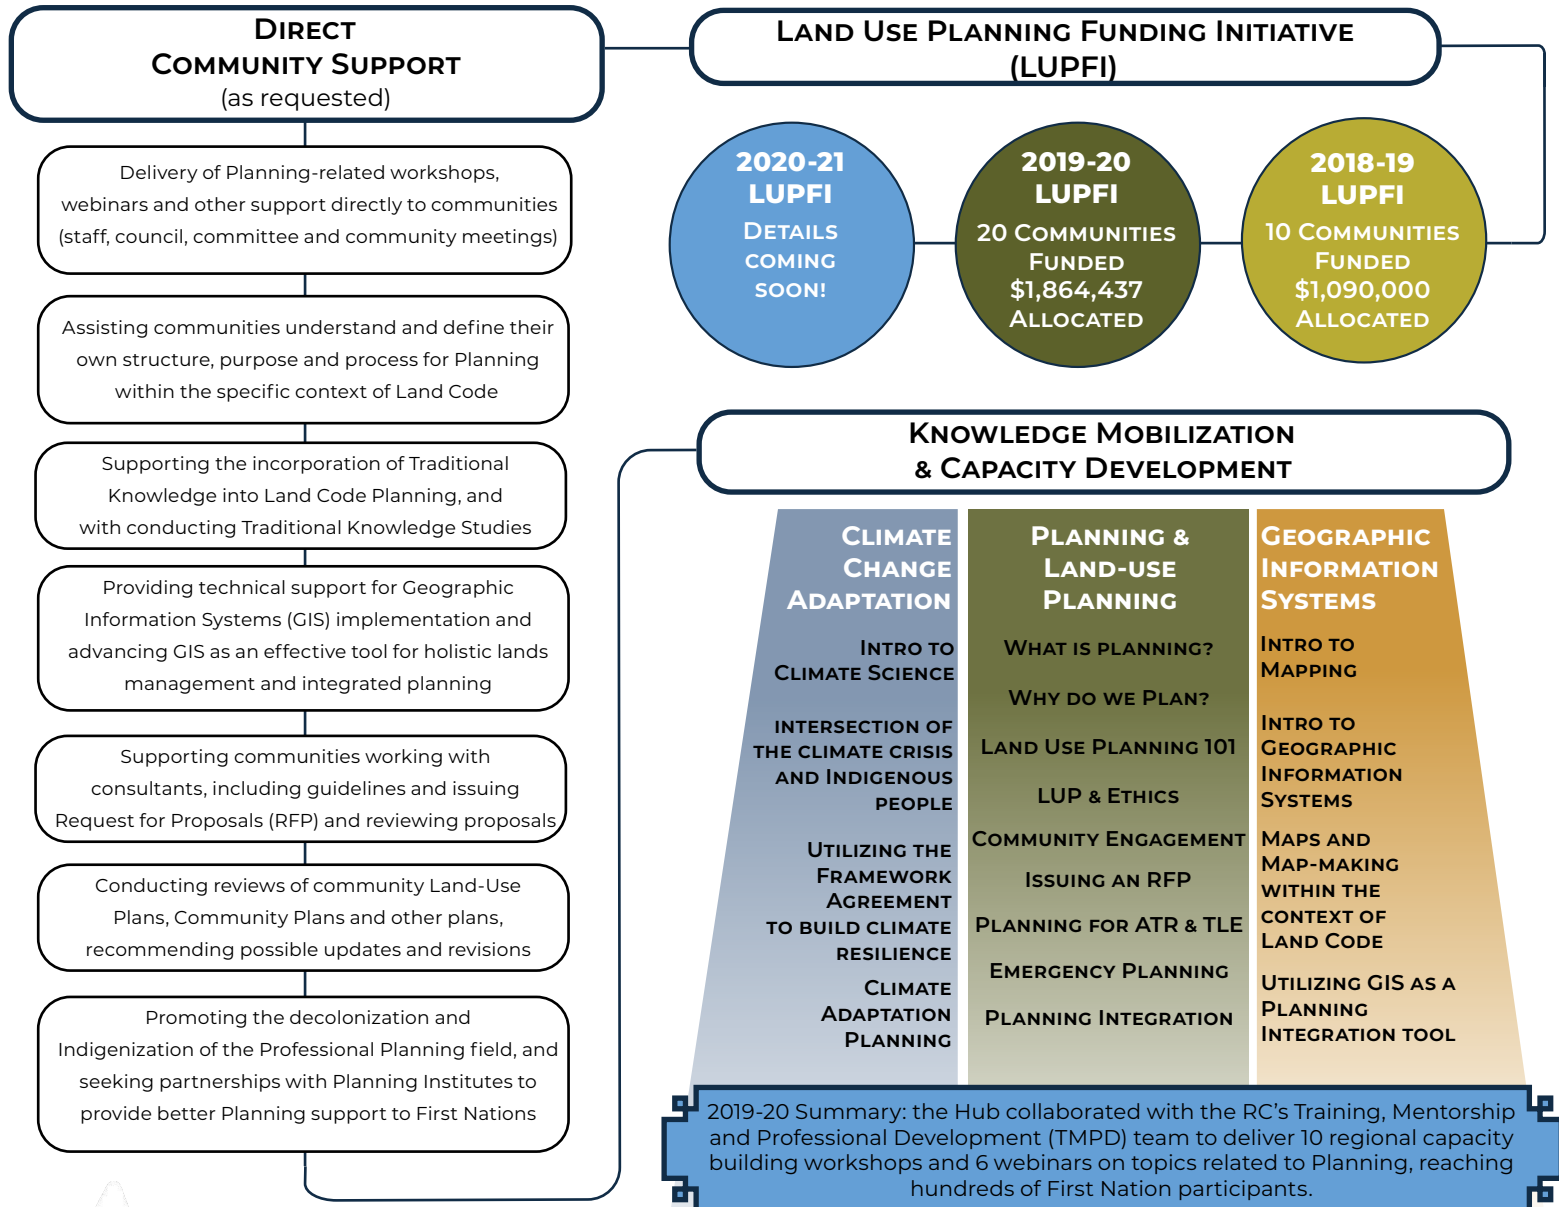 DIRECT
COMMUNITY SUPPORT
(as requested)
Delivery of Planning-related workshops,
webinars and other support directly to communities
(staff, council, committee and community meetings)
Assisting communities understand and define their
own structure, purpose and process for Planning
within the specific context of Land Code
Supporting the incorporation of Traditional
Knowledge into Land Code Planning, and
with conducting Traditional Knowledge Studies
Providing technical support for Geographic
Information Systems (GIS) implementation and
advancing GIS as an effective tool for holistic lands
management and integrated planning
Supporting communities working with
consultants, including guidelines and issuing
Request for Proposals (RFP) and reviewing proposals
Conducting reviews of community Land-Use
Plans, Community Plans and other plans,
recommending possible updates and revisions
Promoting the decolonization and
Indigenization of the Professional Planning field, and
seeking partnerships with Planning Institutes to
provide better Planning support to First Nations
LAND USE PLANNING FUNDING INITIATIVE
(LUPFI)
2020-21
LUPFI
DETAILS
COMING
SOON!
2019-20
LUPFI
20 COMMUNITIES
FUNDED
$1,864,437
ALLOCATED
2018-19
LUPFI
10 COMMUNITIES
FUNDED
$1,090,000
ALLOCATED
KNOWLEDGE MOBILIZATION
& CAPACITY DEVELOPMENT
CLIMATE
CHANGE
ADAPTATION
INTRO TO
CLIMATE SCIENCE
INTERSECTION OF
THE CLIMATE CRISIS
AND INDIGENOUS
PEOPLE
UTILIZING THE
FRAMEWORK
AGREEMENT
TO BUILD CLIMATE
RESILIENCE
CLIMATE
ADAPTATION
PLANNING
PLANNING &
LAND-USE
PLANNING
WHAT IS PLANNING?
WHY DO WE PLAN?
LAND USE PLANNING 101
LUP & ETHICS
COMMUNITY ENGAGEMENT
ISSUING AN RFP
PLANNING FOR ATR & TLE
EMERGENCY PLANNING
PLANNING INTEGRATION
GEOGRAPHIC
INFORMATION
SYSTEMS
INTRO TO
MAPPING
INTRO TO
GEOGRAPHIC
INFORMATION
SYSTEMS
MAPS AND
MAP-MAKING
WITHIN THE
CONTEXT OF
LAND CODE
UTILIZING GIS AS A
PLANNING
INTEGRATION TOOL
2019-20 Summary: the Hub collaborated with the RC's Training, Mentorship
and Professional Development (TMPD) team to deliver 10 regional capacity
building workshops and 6 webinars on topics related to Planning, reaching
hundreds of First Nation participants.